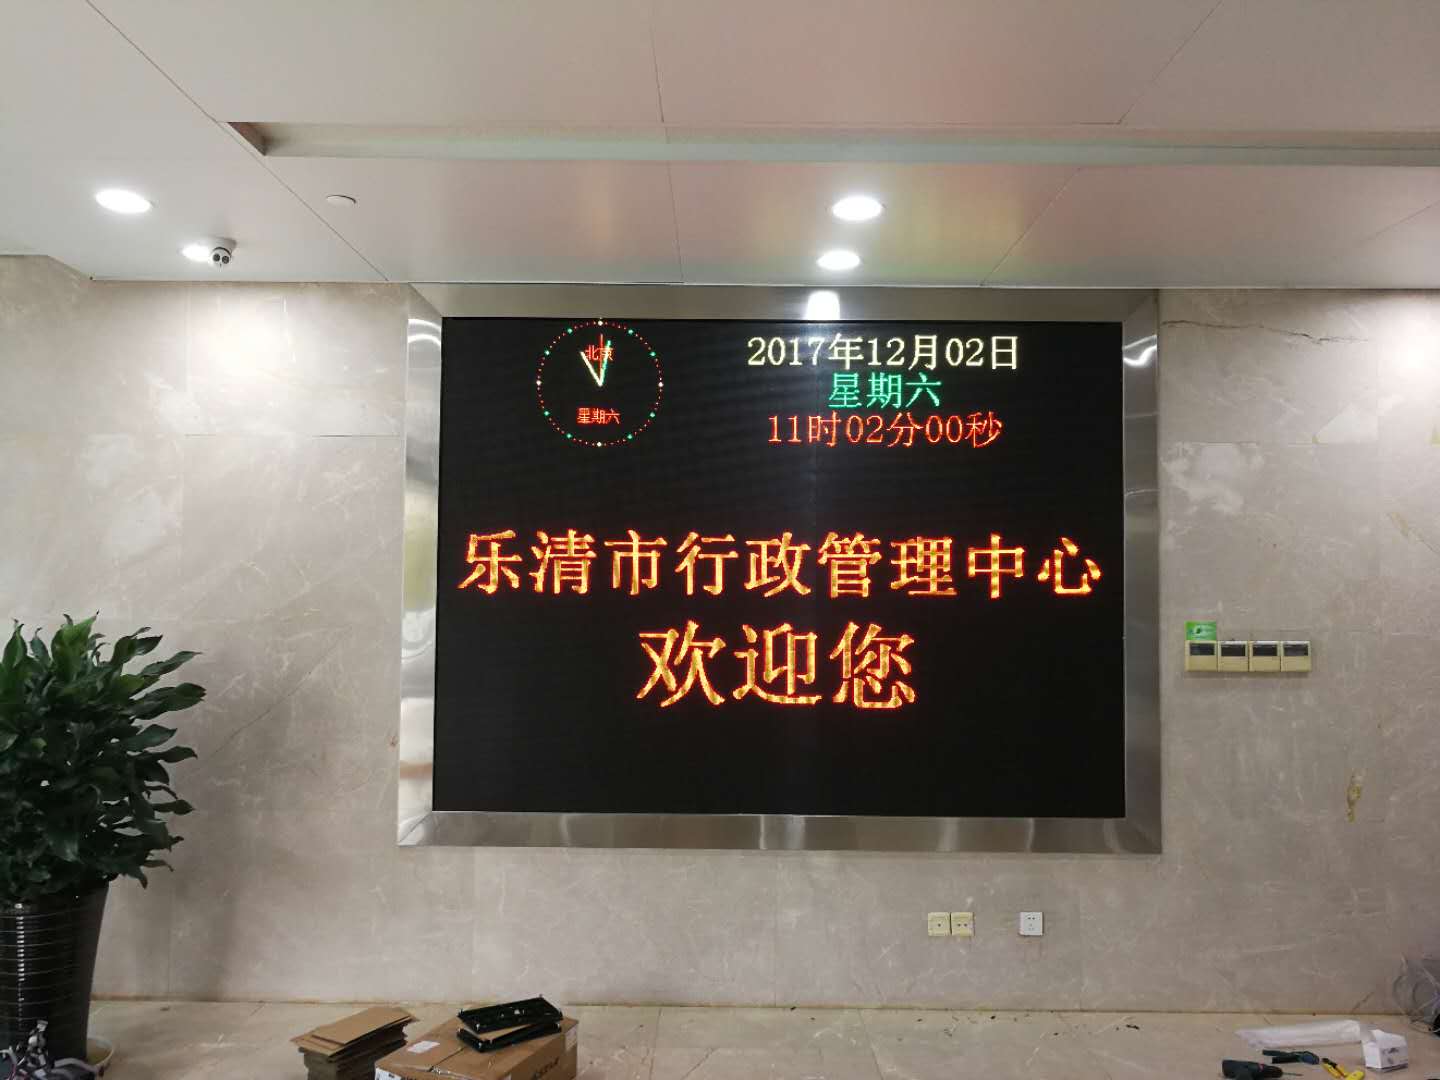 北京
星期六
2017年12月02日
星期六
11时02分00秒
乐清市行政管理中心
欢迎您